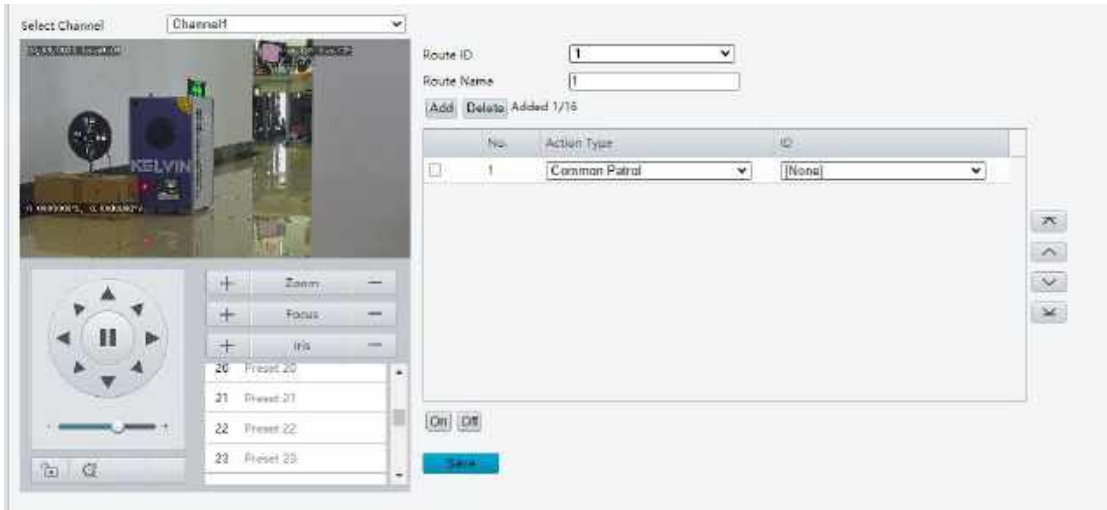 Select Channel Channel1
KELVIN
Zoom
Focus
Iris
20 Preset 20
21 Preset 21
22 Preset 22
23 Preset 23
Route ID 1
Route Name 1
Add Delete Added 1/16
No. Action Type ID
1 Common Patrol [None]
On Off
Save